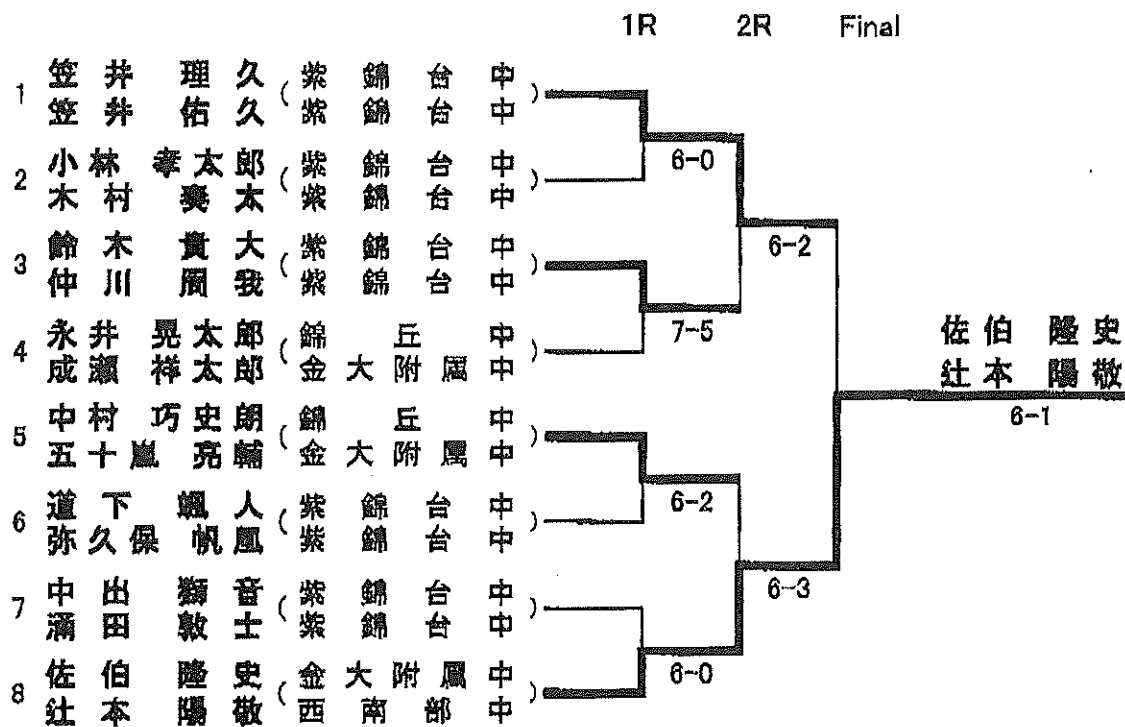 1R 2R Final
1 笠井 理久 (紫錦台中)
笠井 佑久 (紫錦台中)
6-0
2 小林 孝太郎 (紫錦台中)
木村 奏太 (紫錦台中)
6-2
3 鈴木 貴大 (紫錦台中)
仲川 周我 (紫錦台中)
7-5
4 永井 晃太郎 (錦丘中)
成瀬 祥太郎 (金大附属中)
佐伯 隆史
辻本 陽敬
6-1
5 中村 巧史朗 (錦丘中)
五十嵐 亮輔 (金大附属中)
6-2
6 道下 颯人 (紫錦台中)
弥久保 帆風 (紫錦台中)
6-3
7 中出 音 (紫錦台中)
涌田 敦士 (紫錦台中)
6-0
8 佐伯 隆史 (金大附属中)
辻本 陽敬 (西南部中)